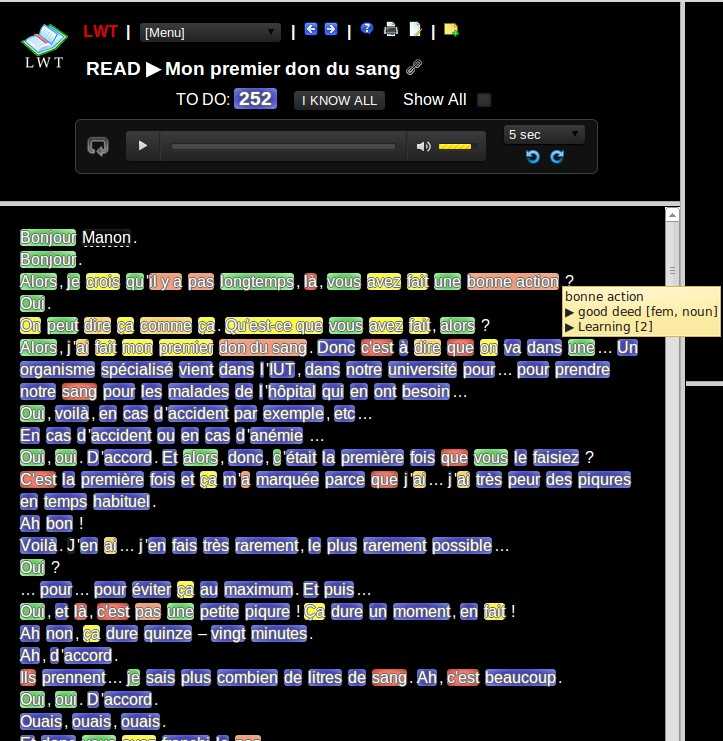 LWT | [Menu] | | |
LWT
READ ▶ Mon premier don du sang
TO DO: 252 I KNOW ALL Show All
5 sec
Bonjour Manon.
Bonjour.
Alors, je crois qu'il y a pas longtemps, là, vous avez fait une bonne action ?
bonne action
▶ good deed [fem, noun]
▶ Learning [2]
Oui.
On peut dire ça comme ça. Qu'est-ce que vous avez fait, alors ?
Alors, j'ai fait mon premier don du sang. Donc c'est à dire que on va dans une… Un
organisme spécialisé vient dans l'IUT, dans notre université pour… pour prendre
notre sang pour les malades de l'hôpital qui en ont besoin…
Oui, voilà, en cas d'accident par exemple, etc…
En cas d'accident ou en cas d'anémie …
Oui, oui. D'accord. Et alors, donc, c'était la première fois que vous le faisiez ?
C'est la première fois et ça m'a marquée parce que j'ai… j'ai très peur des piqures
en temps habituel.
Ah bon !
Voilà. J'en ai… j'en fais très rarement, le plus rarement possible…
Oui ?
… pour… pour éviter ça au maximum. Et puis…
Oui, et là, c'est pas une petite piqure ! Ça dure un moment, en fait !
Ah non, ça dure quinze – vingt minutes.
Ah, d'accord.
Ils prennent… je sais plus combien de litres de sang. Ah, c'est beaucoup.
Oui, oui. D'accord.
Ouais, ouais, ouais.